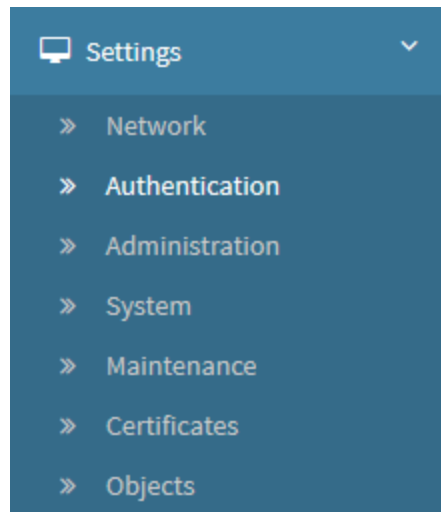 Settings
Network
Authentication
Administration
System
Maintenance
Certificates
Objects